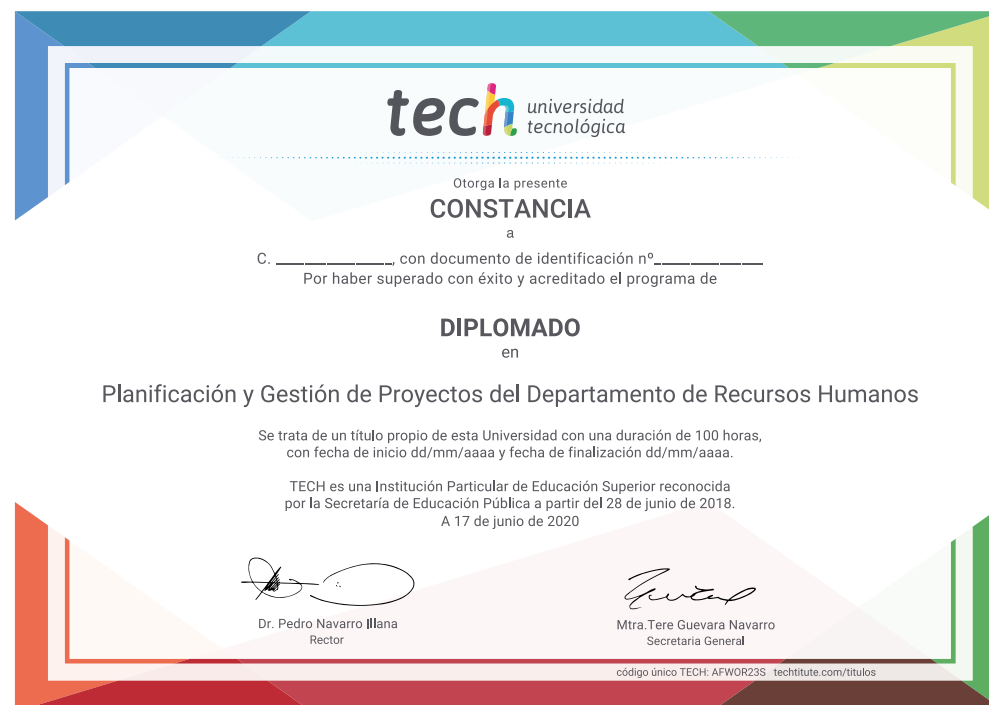 tech universidad
tecnológica
Otorga la presente
CONSTANCIA
a
C. ______________, con documento de identificación nº_____________
Por haber superado con éxito y acreditado el programa de
DIPLOMADO
en
Planificación y Gestión de Proyectos del Departamento de Recursos Humanos
Se trata de un título propio de esta Universidad con una duración de 100 horas,
con fecha de inicio dd/mm/aaaa y fecha de finalización dd/mm/aaaa.
TECH es una Institución Particular de Educación Superior reconocida
por la Secretaría de Educación Pública a partir del 28 de junio de 2018.
A 17 de junio de 2020
Dr. Pedro Navarro Illana
Rector
Mtra.Tere Guevara Navarro
Secretaria General
código único TECH: AFWOR23S techtitute.com/titulos